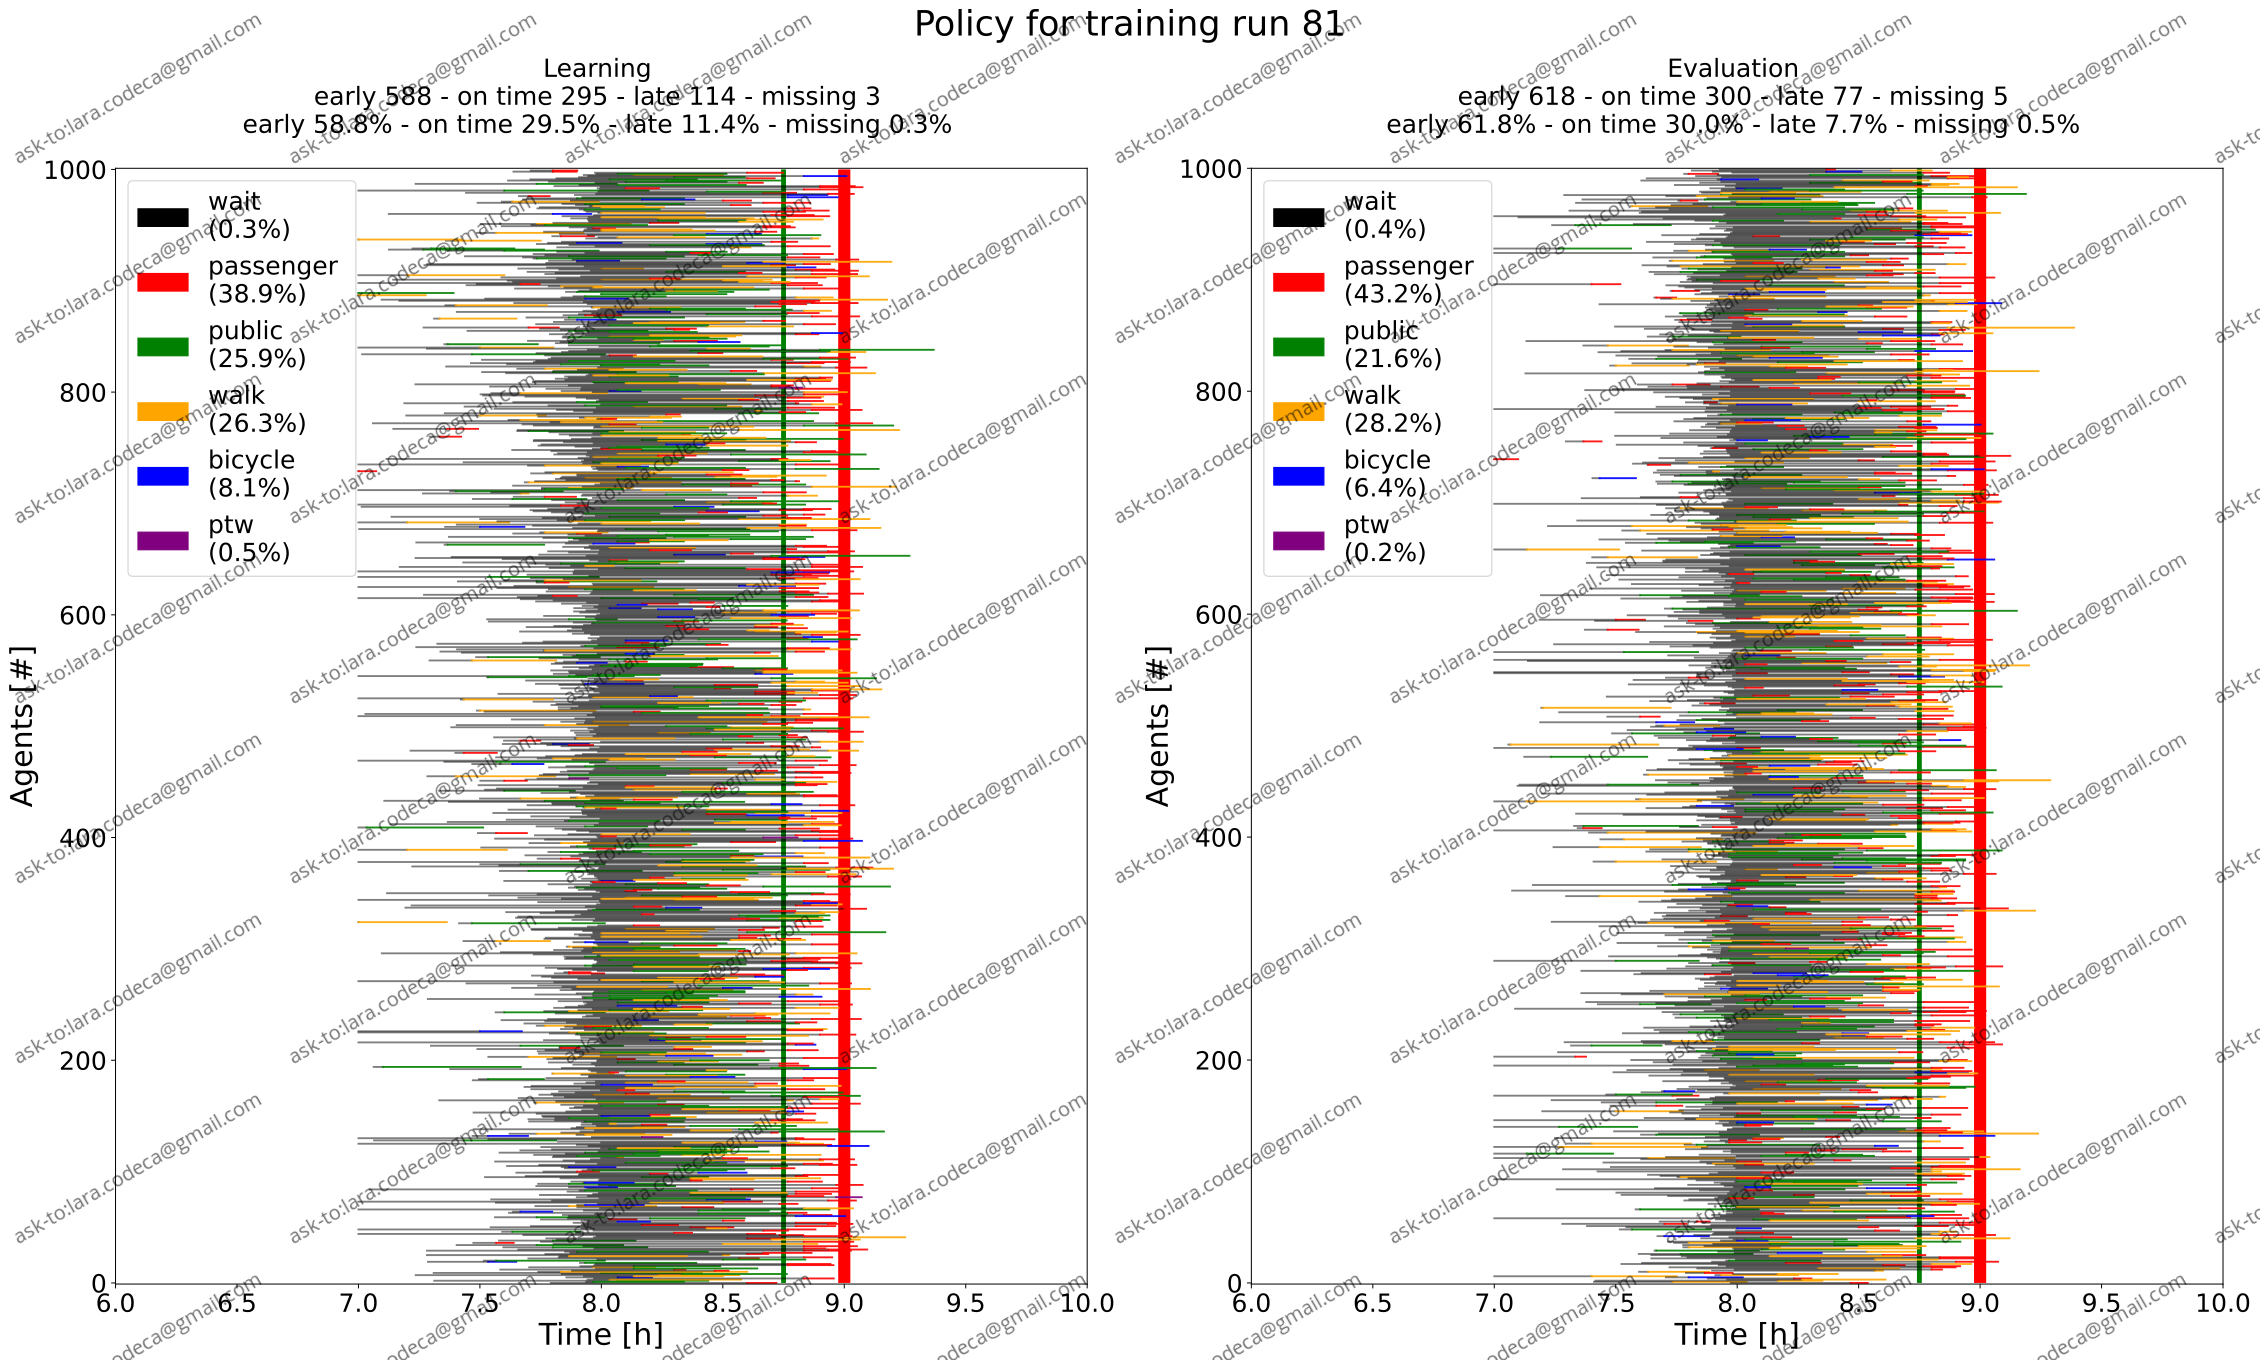 Policy for training run 81
Learning
early 588 - on time 295 - late 114 - missing 3
early 58.8% - on time 29.5% - late 11.4% - missing 0.3%
Agents [#]
1000
800
600
400
200
0
wait
(0.3%)
passenger
(38.9%)
public
(25.9%)
walk
(26.3%)
bicycle
(8.1%)
ptw
(0.5%)
6.0 6.5 7.0 7.5 8.0 8.5 9.0 9.5 10.0
Time [h]
Evaluation
early 618 - on time 300 - late 77 - missing 5
early 61.8% - on time 30.0% - late 7.7% - missing 0.5%
Agents [#]
1000
800
600
400
200
0
wait
(0.4%)
passenger
(43.2%)
public
(21.6%)
walk
(28.2%)
bicycle
(6.4%)
ptw
(0.2%)
6.0 6.5 7.0 7.5 8.0 8.5 9.0 9.5 10.0
Time [h]
ask-to:lara.codeca@gmail.com